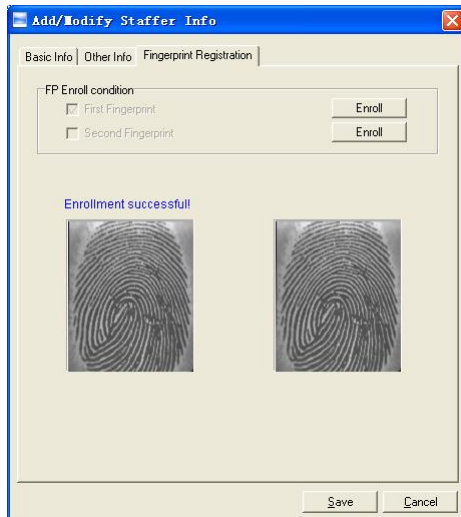 Add/Modify Staffer Info
Basic Info Other Info Fingerprint Registration
FP Enroll condition
First Fingerprint Enroll
Second Fingerprint Enroll
Enrollment successful!
Save Cancel